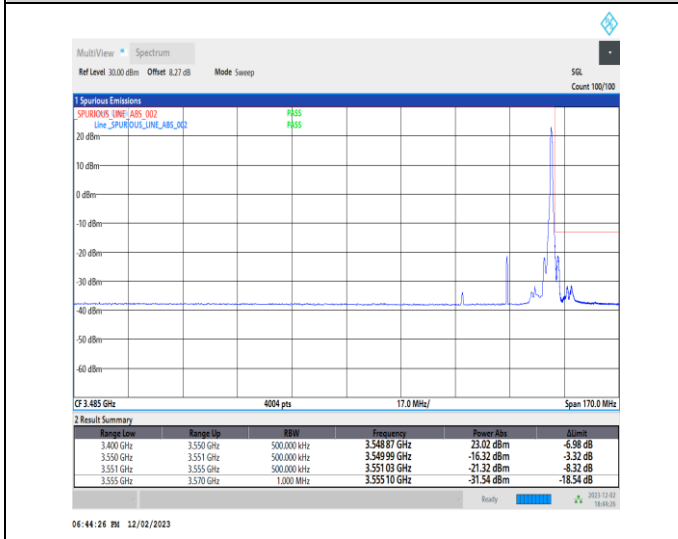 MultiView Spectrum
Ref Level 30.00 dBm Offset 8.27 dB Mode Sweep SGL
Count 100/100
1 Spurious Emissions
SPURIOUS_LINE_ABS_002 PASS
Line _SPURIOUS_LINE_ABS_002 PASS
20 dBm
10 dBm
0 dBm
-10 dBm
-20 dBm
-30 dBm
-40 dBm
-50 dBm
-60 dBm
CF 3.485 GHz 4004 pts 17.0 MHz/ Span 170.0 MHz
2 Result Summary
Range Low Range Up RBW Frequency Power Abs ΔLimit
3.400 GHz 3.550 GHz 500.000 kHz 3.548 87 GHz 23.02 dBm -6.98 dB
3.550 GHz 3.551 GHz 500.000 kHz 3.549 99 GHz -16.32 dBm -3.32 dB
3.551 GHz 3.555 GHz 500.000 kHz 3.551 03 GHz -21.32 dBm -8.32 dB
3.555 GHz 3.570 GHz 1.000 MHz 3.555 10 GHz -31.54 dBm -18.54 dB
Ready 2023-12-02
18:44:26
06:44:26 PM 12/02/2023